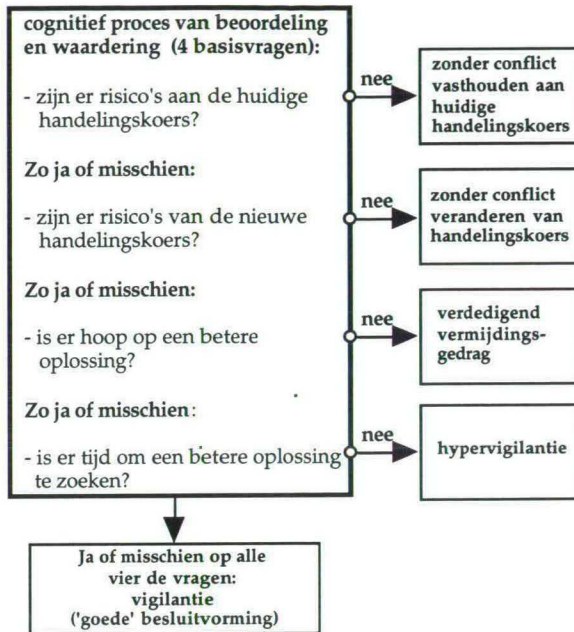 cognitief proces van beoordeling
en waardering (4 basisvragen):
- zijn er risico's aan de huidige
handelingskoers?
nee
zonder conflict
vasthouden aan
huidige
handelingskoers
Zo ja of misschien:
- zijn er risico's van de nieuwe
handelingskoers?
nee
zonder conflict
veranderen van
handelingskoers
Zo ja of misschien:
- is er hoop op een betere
oplossing?
nee
verdedigend
vermijdings-
gedrag
Zo ja of misschien:
- is er tijd om een betere oplossing
te zoeken?
nee
hypervigilantie
Ja of misschien op alle
vier de vragen:
vigilantie
('goede' besluitvorming)